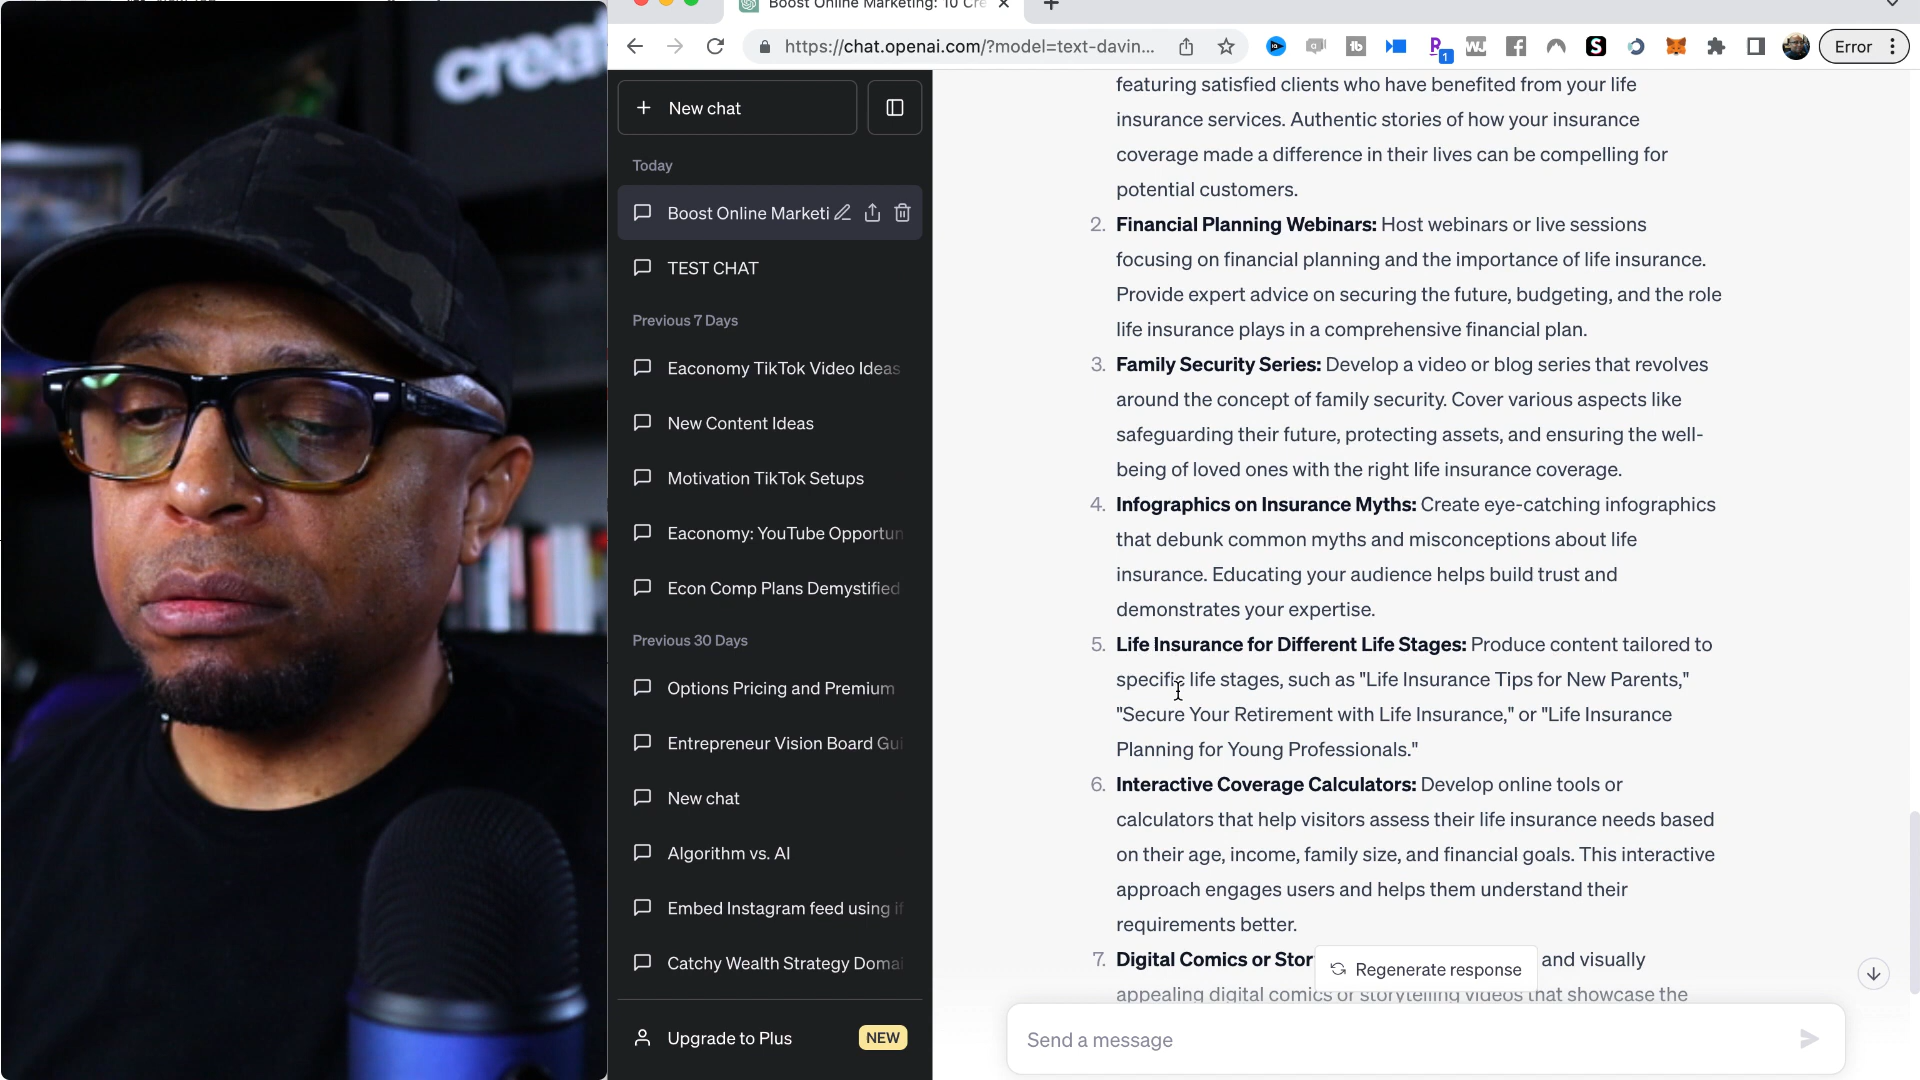 creat
Boost Online Marketing: 10 Cre
https://chat.openai.com/?model=text-davin...
1
Error
New chat
Today
Boost Online Marketi
TEST CHAT
Previous 7 Days
Eaconomy TikTok Video Ideas
New Content Ideas
Motivation TikTok Setups
Eaconomy: YouTube Opportun
Econ Comp Plans Demystified
Previous 30 Days
Options Pricing and Premium
Entrepreneur Vision Board Gui
New chat
Algorithm vs. AI
Embed Instagram feed using if
Catchy Wealth Strategy Domai
Upgrade to Plus
NEW
featuring satisfied clients who have benefited from your life
insurance services. Authentic stories of how your insurance
coverage made a difference in their lives can be compelling for
potential customers.
2. Financial Planning Webinars: Host webinars or live sessions
focusing on financial planning and the importance of life insurance.
Provide expert advice on securing the future, budgeting, and the role
life insurance plays in a comprehensive financial plan.
3. Family Security Series: Develop a video or blog series that revolves
around the concept of family security. Cover various aspects like
safeguarding their future, protecting assets, and ensuring the well-
being of loved ones with the right life insurance coverage.
4. Infographics on Insurance Myths: Create eye-catching infographics
that debunk common myths and misconceptions about life
insurance. Educating your audience helps build trust and
demonstrates your expertise.
5. Life Insurance for Different Life Stages: Produce content tailored to
specific life stages, such as "Life Insurance Tips for New Parents,"
"Secure Your Retirement with Life Insurance," or "Life Insurance
Planning for Young Professionals."
6. Interactive Coverage Calculators: Develop online tools or
calculators that help visitors assess their life insurance needs based
on their age, income, family size, and financial goals. This interactive
approach engages users and helps them understand their
requirements better.
7. Digital Comics or Stor and visually
Regenerate response
appealing digital comics or storytelling videos that showcase the
Send a message